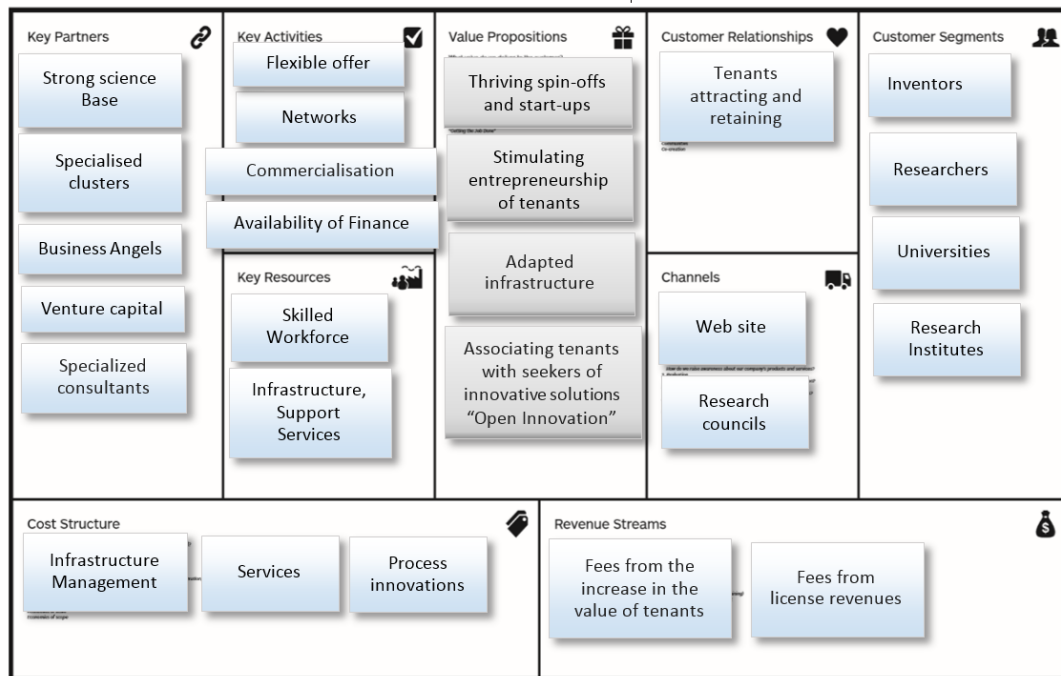 Key Partners
Strong science
Base
Specialised
clusters
Business Angels
Venture capital
Specialized
consultants
Key Activities
Flexible offer
Networks
Commercialisation
Availability of Finance
Key Resources
Skilled
Workforce
Infrastructure,
Support
Services
Value Propositions
Thriving spin-offs
and start-ups
Stimulating
entrepreneurship
of tenants
Adapted
infrastructure
Associating tenants
with seekers of
innovative solutions
“Open Innovation”
Customer Relationships
Tenants
attracting and
retaining
Channels
Web site
Research
councils
Customer Segments
Inventors
Researchers
Universities
Research
Institutes
Cost Structure
Infrastructure
Management
Services
Process
innovations
Revenue Streams
Fees from the
increase in the
value of tenants
Fees from
license revenues